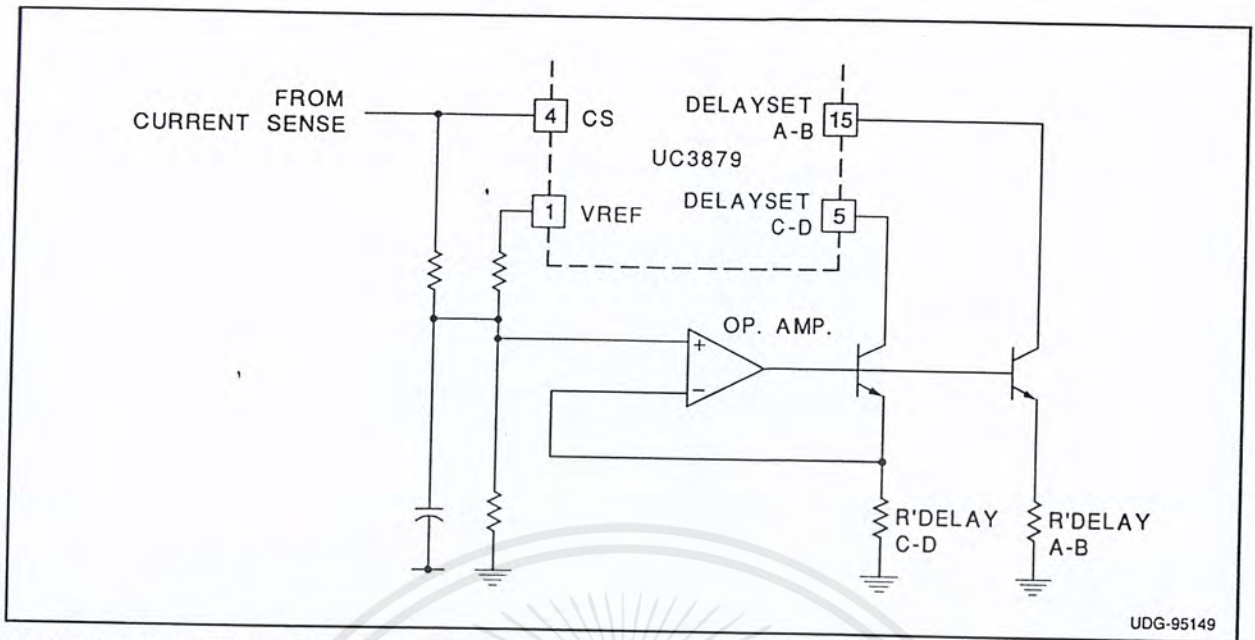 FROM
CURRENT SENSE
4
CS
DELAYSET
A-B
15
UC3879
1
VREF
DELAYSET
C-D
5
OP. AMP.
+
−
R'DELAY
C-D
R'DELAY
A-B
UDG-95149